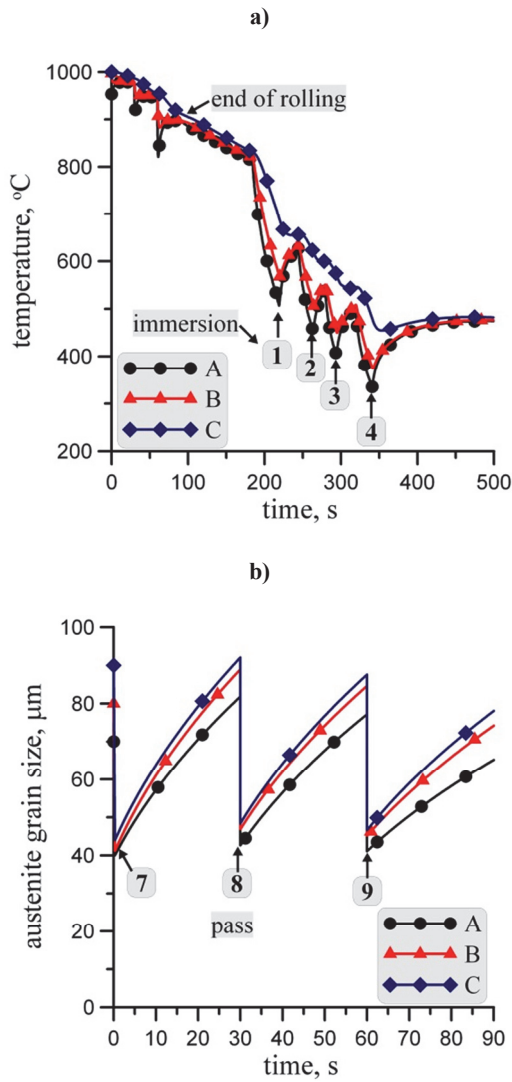 a)
1000
800
600
400
200
temperature, °C
end of rolling
immersion
1
2
3
4
A
B
C
0
100
200
300
400
500
time, s
b)
100
80
60
40
20
0
austenite grain size, µm
7
8
9
pass
A
B
C
0
10
20
30
40
50
60
70
80
90
time, s